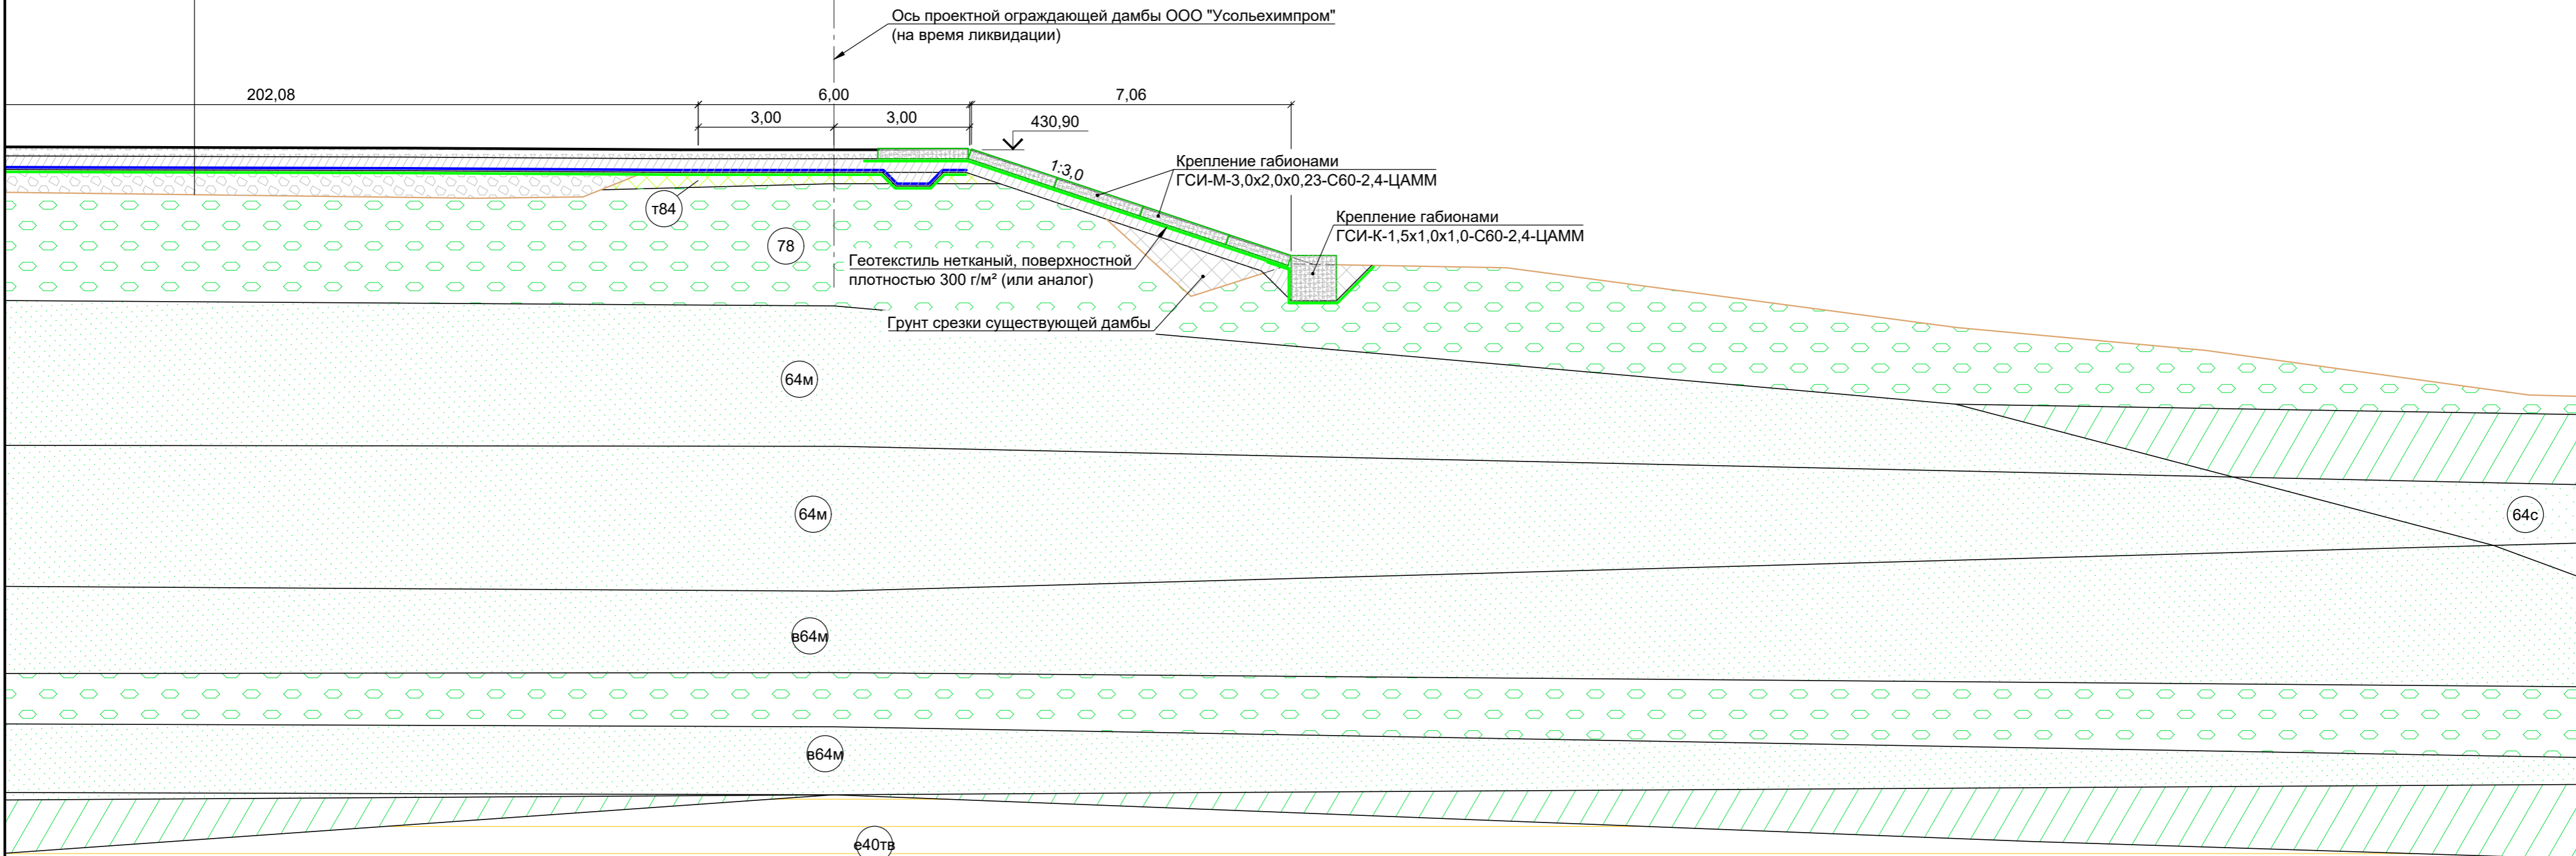 Ось проектной ограждающей дамбы ООО "Усольехимпром"
(на время ликвидации)
202,08
6,00
7,06
3,00
3,00
430,90
1:3,0
Крепление габионами
ГСИ-М-3,0х2,0х0,23-С60-2,4-ЦАММ
т84
Крепление габионами
ГСИ-К-1,5х1,0х1,0-С60-2,4-ЦАММ
78
Геотекстиль нетканый, поверхностной
плотностью 300 г/м² (или аналог)
Грунт срезки существующей дамбы
64м
64м
64с
в64м
в64м
е40тв